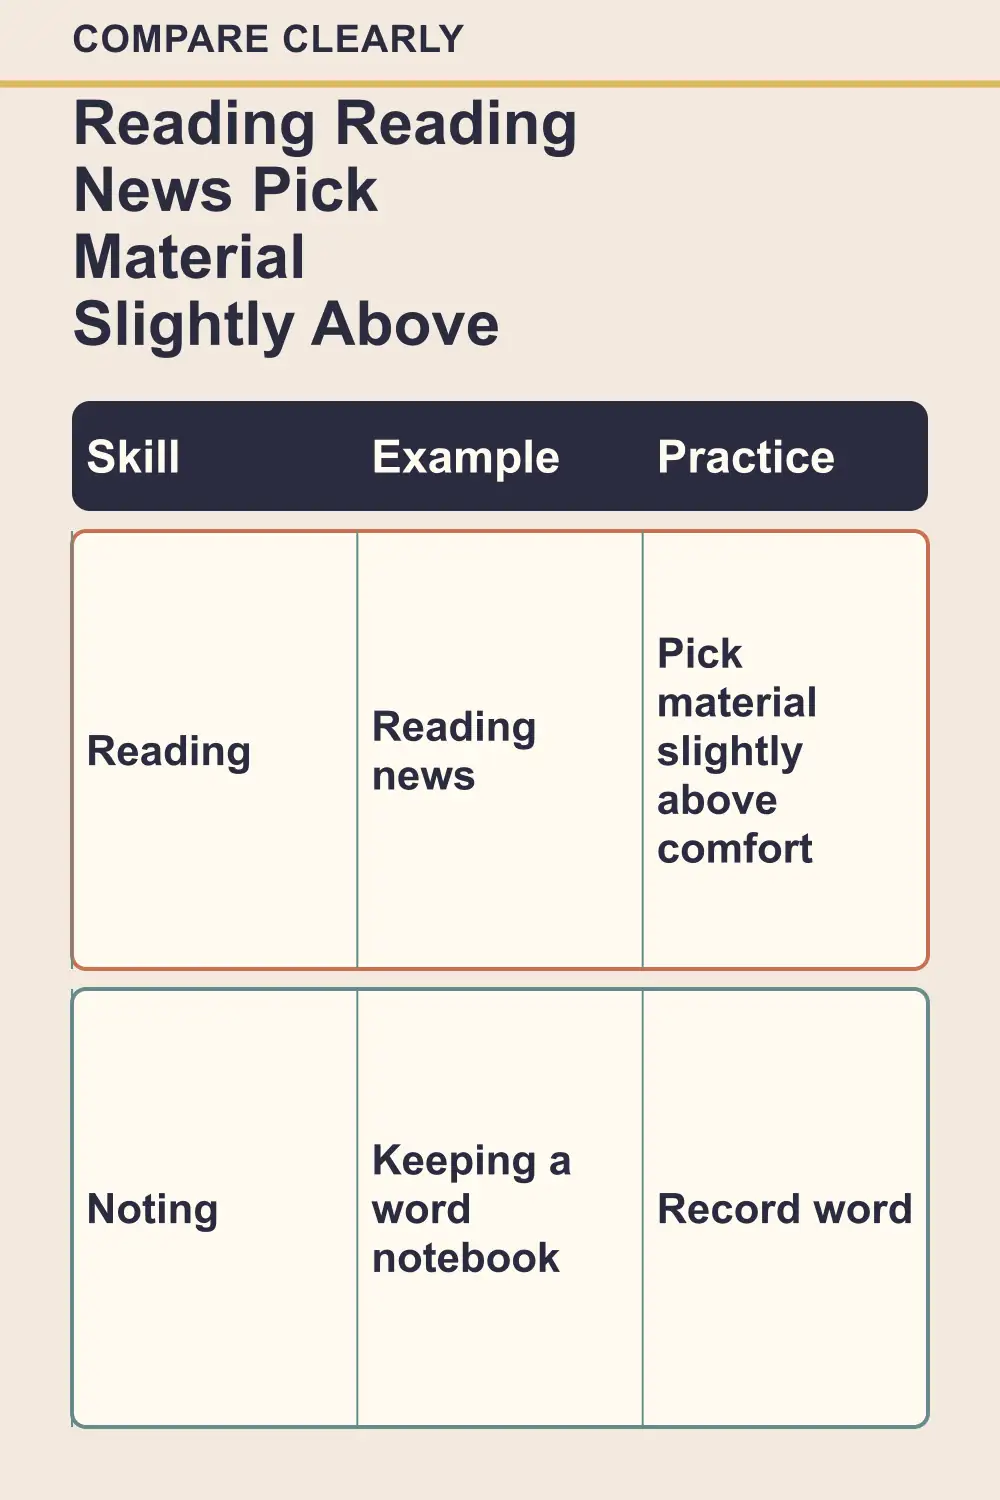 COMPARE CLEARLY
Reading Reading
News Pick
Material
Slightly Above
Skill Example Practice
Reading
Reading
news
Pick
material
slightly
above
comfort
Noting
Keeping a
word
notebook
Record word